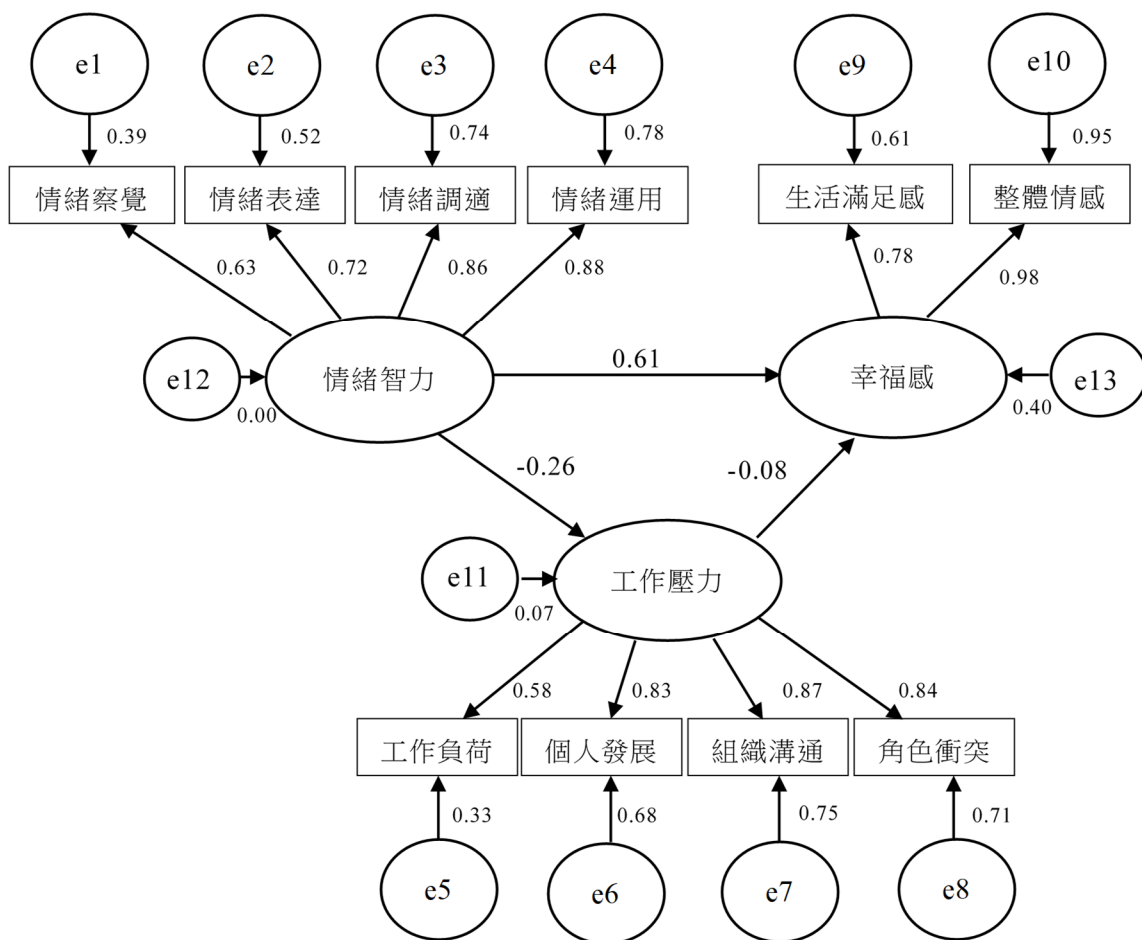 e1
e2
e3
e4
e9
e10
0.39
0.52
0.74
0.78
0.61
0.95
情緒察覺
情緒表達
情緒調適
情緒運用
生活滿足感
整體情感
0.63
0.72
0.86
0.88
0.78
0.98
e12
0.00
情緒智力
0.61
幸福感
0.40
e13
-0.26
-0.08
e11
0.07
工作壓力
0.58
0.83
0.87
0.84
工作負荷
個人發展
組織溝通
角色衝突
0.33
0.68
0.75
0.71
e5
e6
e7
e8